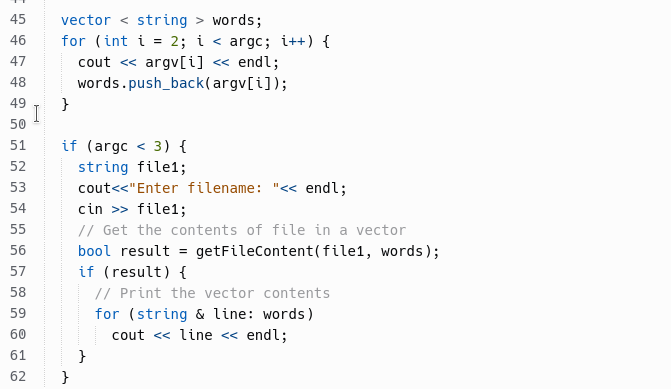 45 vector < string > words;
46 for (int i = 2; i < argc; i++) {
47 cout << argv[i] << endl;
48 words.push_back(argv[i]);
49 }
50
51 if (argc < 3) {
52 string file1;
53 cout<<"Enter filename: "<< endl;
54 cin >> file1;
55 // Get the contents of file in a vector
56 bool result = getFileContent(file1, words);
57 if (result) {
58 // Print the vector contents
59 for (string & line: words)
60 cout << line << endl;
61 }
62 }